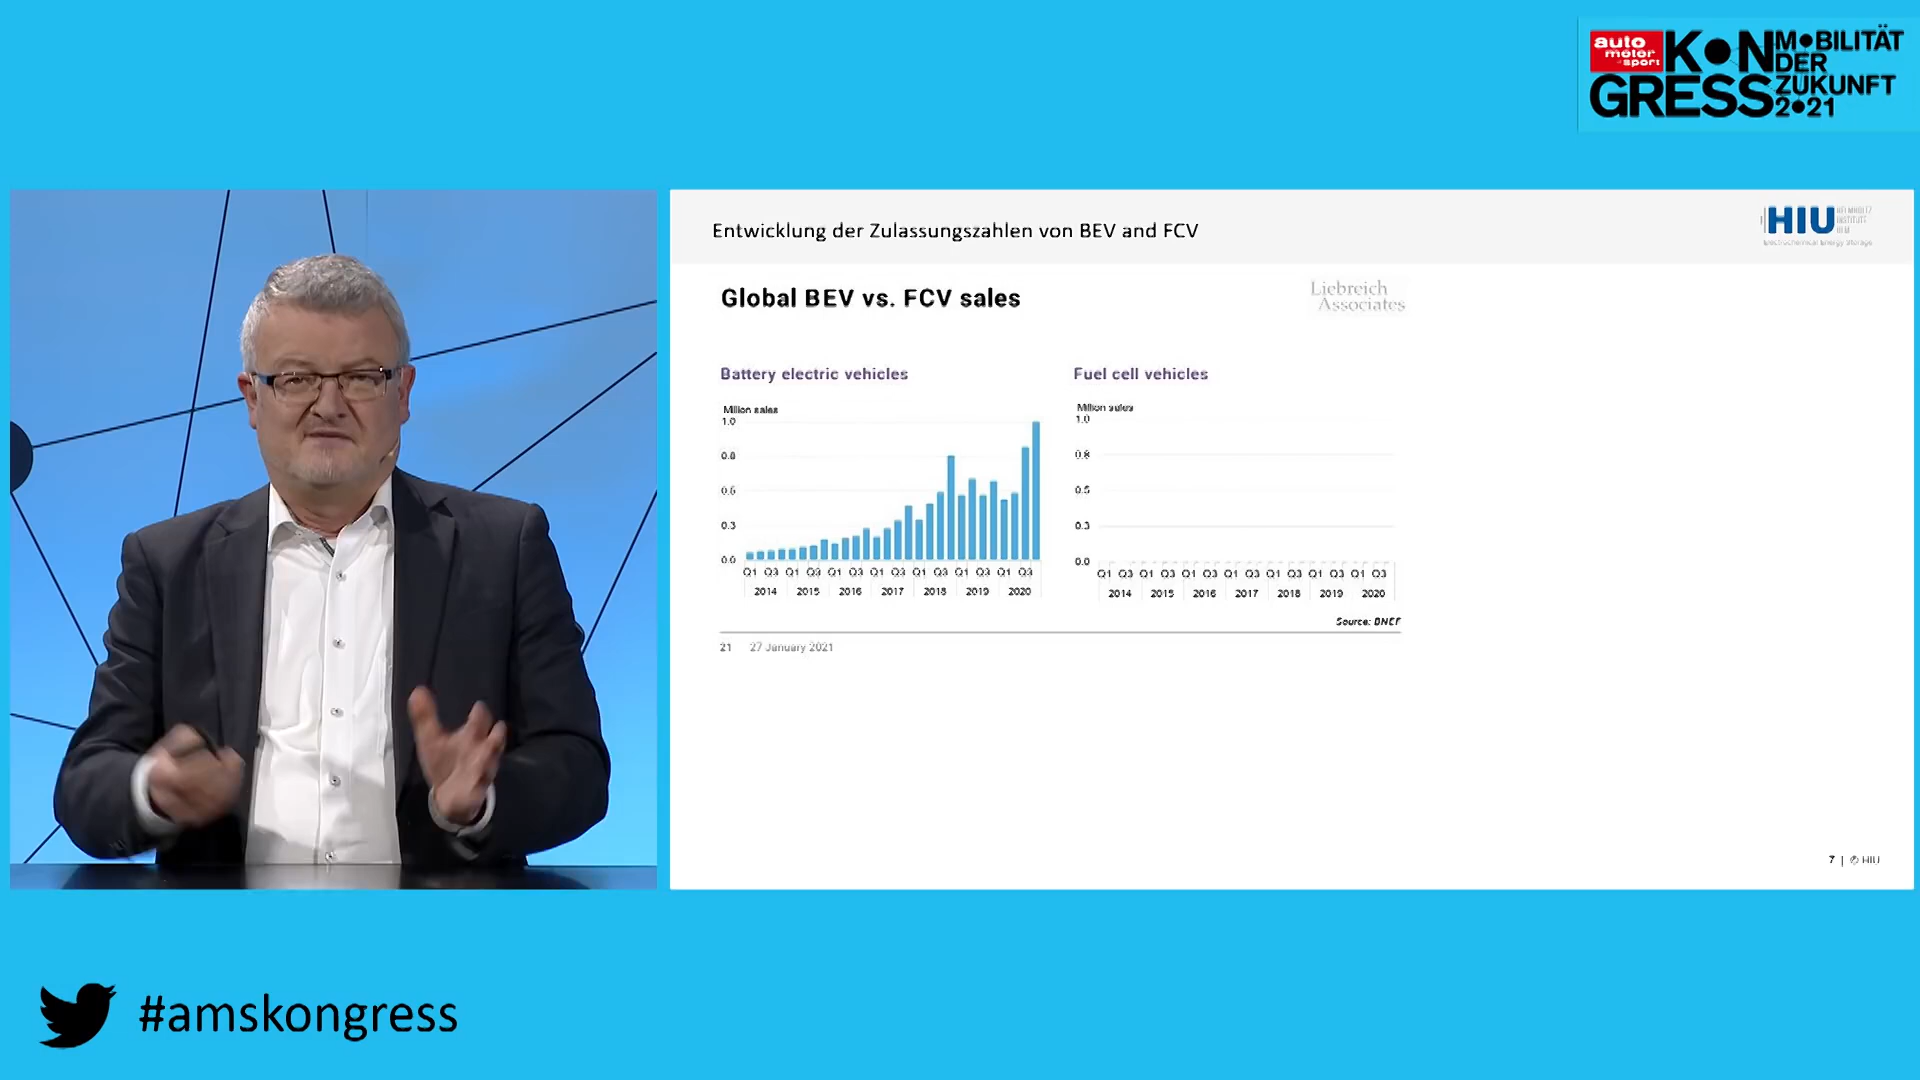 auto
motor
sport
KONGRESS
MOBILITÄT
DER
ZUKUNFT
2021
Entwicklung der Zulassungszahlen von BEV and FCV
HIU
Electrochemical Energy Storage
Global BEV vs. FCV sales
Liebreich
Associates
Battery electric vehicles
Million sales
1.0
0.8
0.6
0.3
0.0
Q1 Q3 Q1 Q3 Q1 Q3 Q1 Q3 Q1 Q3 Q1 Q3 Q1 Q3
2014 2015 2016 2017 2018 2019 2020
Fuel cell vehicles
Million sales
1.0
0.8
0.5
0.3
0.0
Q1 Q3 Q1 Q3 Q1 Q3 Q1 Q3 Q1 Q3 Q1 Q3 Q1 Q3
2014 2015 2016 2017 2018 2019 2020
Source: BNEF
21 27 January 2021
7 | © HIU
#amskongress